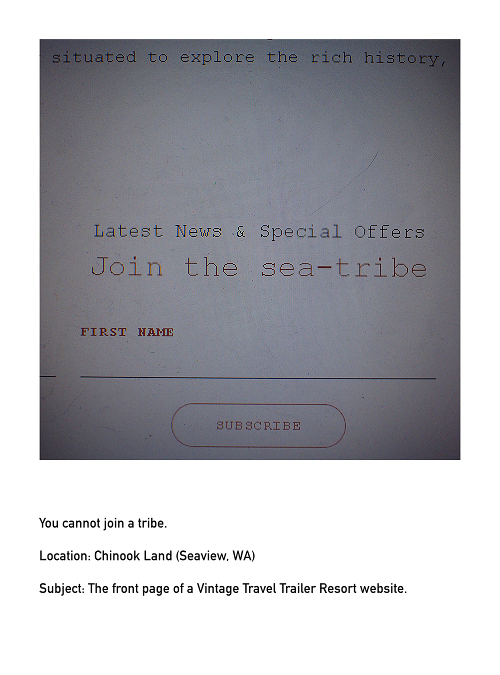 situated to explore the rich history,
Latest News & Special Offers
Join the sea-tribe
FIRST NAME
SUBSCRIBE
You cannot join a tribe.
Location: Chinook Land (Seaview, WA)
Subject: The front page of a Vintage Travel Trailer Resort website.